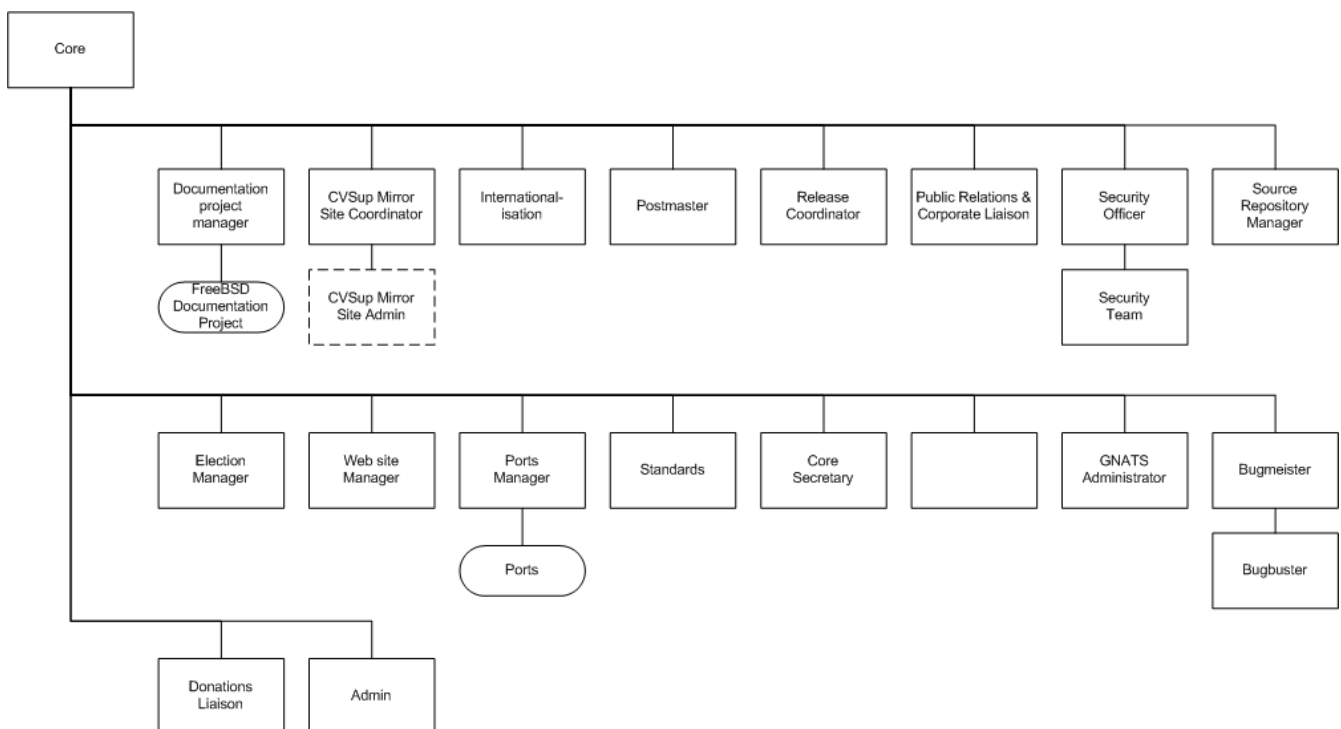 Core
Documentation
project
manager
CVSup Mirror
Site Coordinator
International-
isation
Postmaster
Release
Coordinator
Public Relations &
Corporate Liaison
Security
Officer
Source
Repository
Manager
FreeBSD
Documentation
Project
CVSup Mirror
Site Admin
Security
Team
Election
Manager
Web site
Manager
Ports
Manager
Standards
Core
Secretary
GNATS
Administrator
Bugmeister
Ports
Bugbuster
Donations
Liaison
Admin